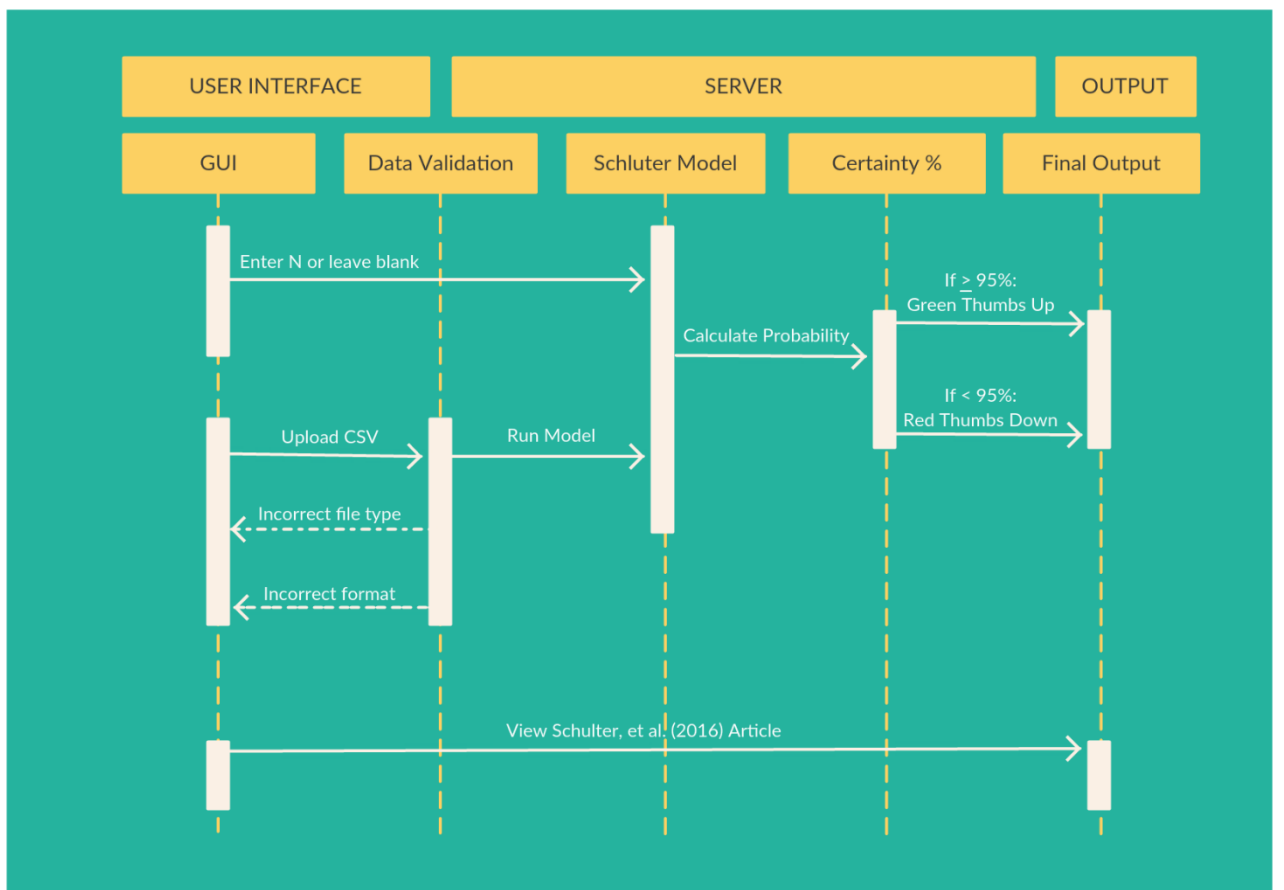 USER INTERFACE
SERVER
OUTPUT
GUI
Data Validation
Schluter Model
Certainty %
Final Output
Enter N or leave blank
If ≥ 95%:
Green Thumbs Up
Calculate Probability
If < 95%:
Red Thumbs Down
Upload CSV
Run Model
Incorrect file type
Incorrect format
View Schulter, et al. (2016) Article